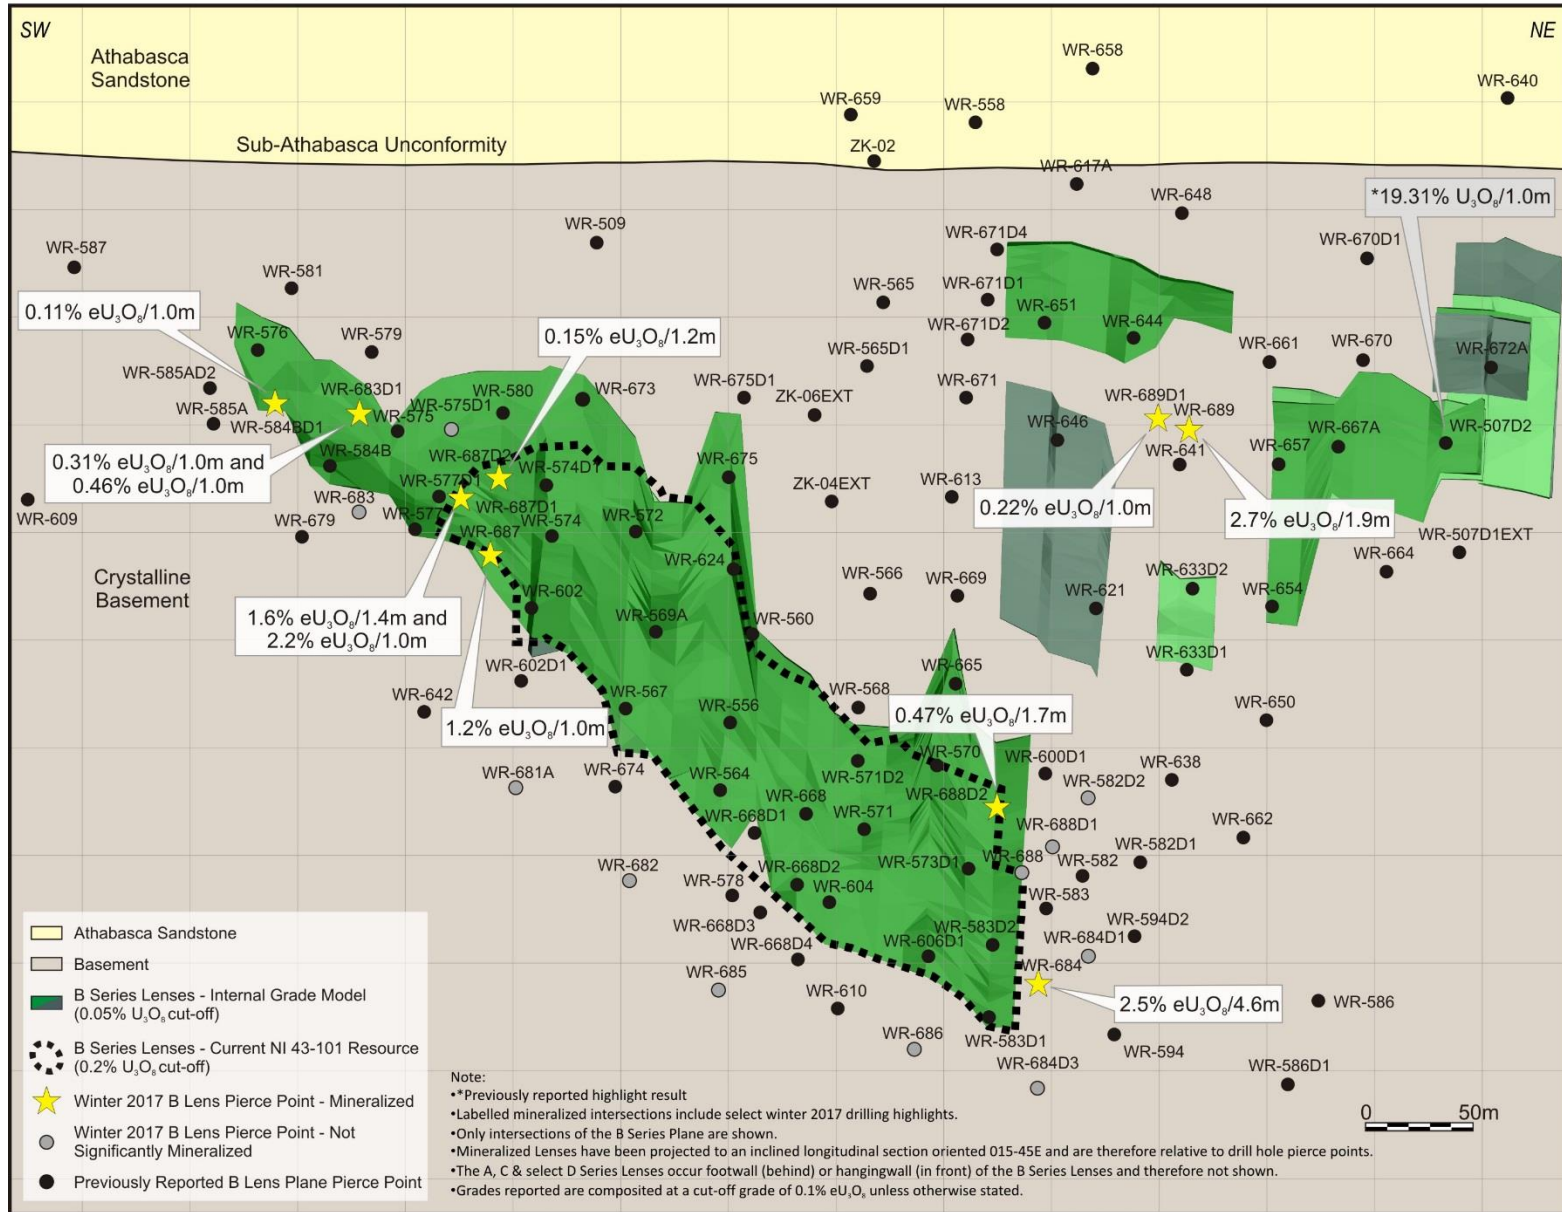 SW
NE
Athabasca
Sandstone
WR-658
WR-640
WR-659
WR-558
Sub-Athabasca Unconformity
ZK-02
WR-617A
*19.31% U₃O₈/1.0m
WR-648
WR-509
WR-671D4
WR-670D1
WR-587
WR-581
WR-565
WR-671D1
0.11% eU₃O₈/1.0m
WR-651
WR-644
0.15% eU₃O₈/1.2m
WR-576
WR-579
WR-671D2
WR-661
WR-670
WR-672A
WR-565D1
WR-585AD2
WR-683D1
WR-580
WR-673
WR-675D1
ZK-06EXT
WR-671
WR-689D1
WR-585A
WR-575D1
WR-575
WR-689
WR-584BD1
WR-646
WR-667A
WR-507D2
WR-584B
WR-687D2
WR-574D1
WR-675
WR-641
WR-657
0.31% eU₃O₈/1.0m and
0.46% eU₃O₈/1.0m
WR-577D1
ZK-04EXT
WR-613
WR-683
WR-687D1
WR-609
WR-679
WR-577
WR-574
WR-572
0.22% eU₃O₈/1.0m
2.7% eU₃O₈/1.9m
WR-687
WR-507D1EXT
WR-624
WR-664
Crystalline
Basement
WR-566
WR-669
WR-633D2
WR-602
WR-621
WR-654
1.6% eU₃O₈/1.4m and
2.2% eU₃O₈/1.0m
WR-569A
WR-560
WR-633D1
WR-602D1
WR-665
WR-642
WR-567
WR-556
WR-568
0.47% eU₃O₈/1.7m
WR-650
1.2% eU₃O₈/1.0m
WR-570
WR-600D1
WR-681A
WR-674
WR-564
WR-571D2
WR-638
WR-582D2
WR-688D2
WR-668
WR-571
WR-668D1
WR-688D1
WR-662
WR-582D1
WR-682
WR-668D2
WR-573D1
WR-688
WR-582
WR-578
WR-604
WR-583
WR-668D3
WR-583D2
WR-594D2
WR-668D4
WR-606D1
WR-684D1
WR-684
WR-685
WR-610
2.5% eU₃O₈/4.6m
WR-586
WR-686
WR-583D1
WR-594
WR-684D3
WR-586D1
Athabasca Sandstone
Basement
B Series Lenses - Internal Grade Model
(0.05% U₃O₈ cut-off)
B Series Lenses - Current NI 43-101 Resource
(0.2% U₃O₈ cut-off)
Winter 2017 B Lens Pierce Point - Mineralized
Winter 2017 B Lens Pierce Point - Not
Significantly Mineralized
Previously Reported B Lens Plane Pierce Point
Note:
•*Previously reported highlight result
•Labelled mineralized intersections include select winter 2017 drilling highlights.
•Only intersections of the B Series Plane are shown.
•Mineralized Lenses have been projected to an inclined longitudinal section oriented 015-45E and are therefore relative to drill hole pierce points.
•The A, C & select D Series Lenses occur footwall (behind) or hangingwall (in front) of the B Series Lenses and therefore not shown.
•Grades reported are composited at a cut-off grade of 0.1% eU₃O₈ unless otherwise stated.
0 50m